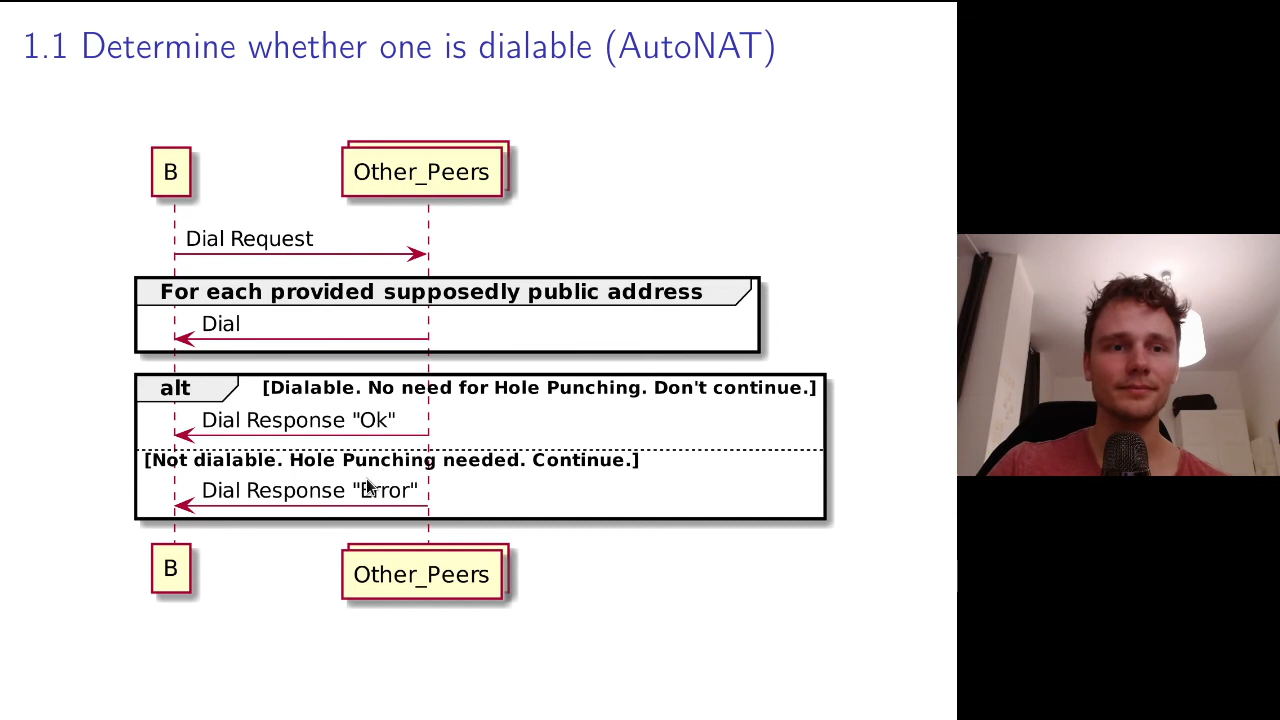 1.1 Determine whether one is dialable (AutoNAT)
B
Other_Peers
Dial Request
For each provided supposedly public address
Dial
alt [Dialable. No need for Hole Punching. Don't continue.]
Dial Response "Ok"
[Not dialable. Hole Punching needed. Continue.]
Dial Response "Error"
B
Other_Peers